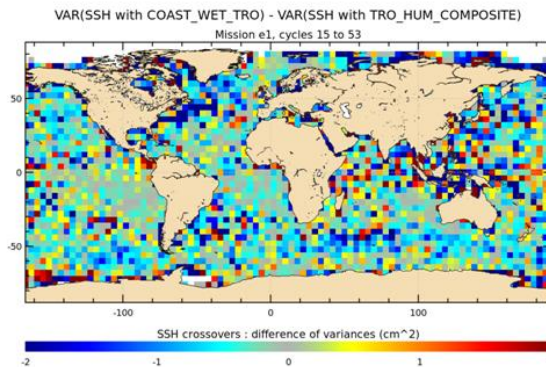 VAR(SSH with COAST_WET_TRO) - VAR(SSH with TRO_HUM_COMPOSITE)
Mission e1, cycles 15 to 53
50
0
-50
-100 0 100
SSH crossovers : difference of variances (cm^2)
-2 -1 0 1